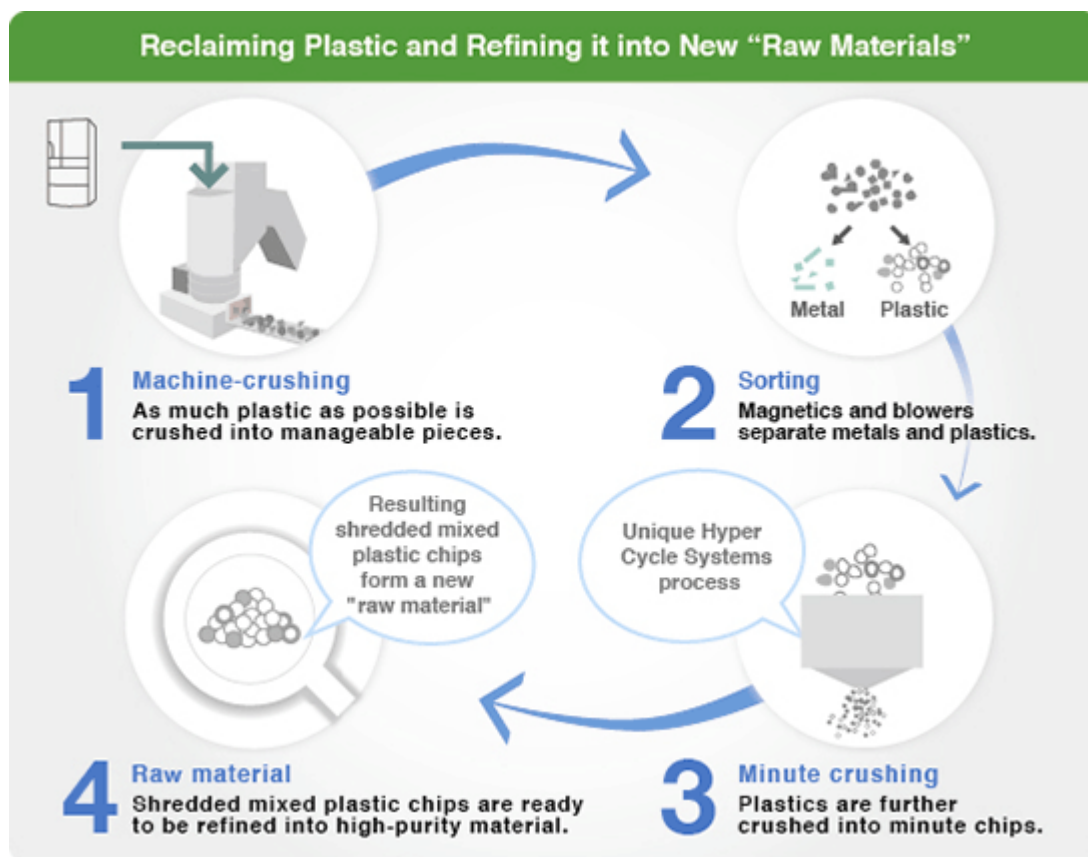 Reclaiming Plastic and Refining it into New “Raw Materials”
1
Machine-crushing
As much plastic as possible is
crushed into manageable pieces.
Metal
Plastic
2
Sorting
Magnetics and blowers
separate metals and plastics.
Unique Hyper
Cycle Systems
process
3
Minute crushing
Plastics are further
crushed into minute chips.
Resulting
shredded mixed
plastic chips
form a new
"raw material"
4
Raw material
Shredded mixed plastic chips are ready
to be refined into high-purity material.